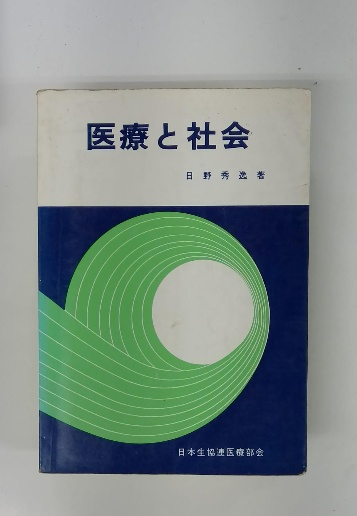 医療と社会
日野秀逸著
日本生協連医療部会